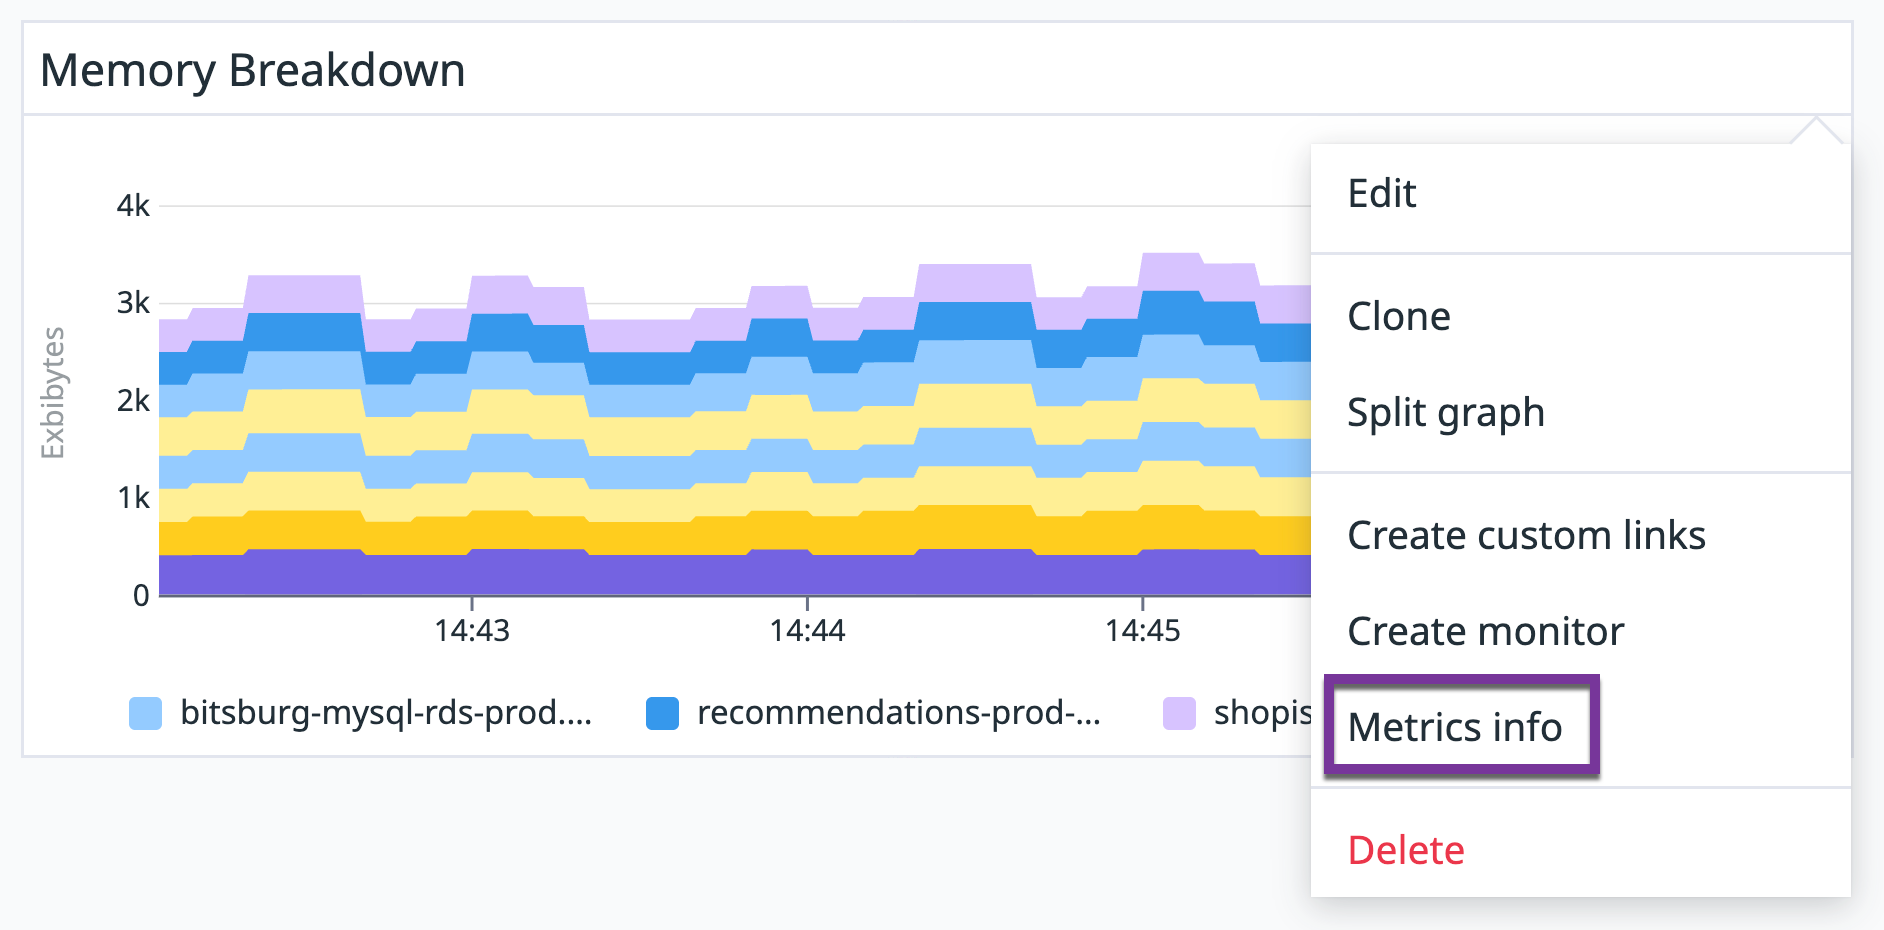 Memory Breakdown
Exbibytes
4k
3k
2k
1k
0
14:43 14:44 14:45
bitsburg-mysql-rds-prod.... recommendations-prod-... shopis
Edit
Clone
Split graph
Create custom links
Create monitor
Metrics info
Delete